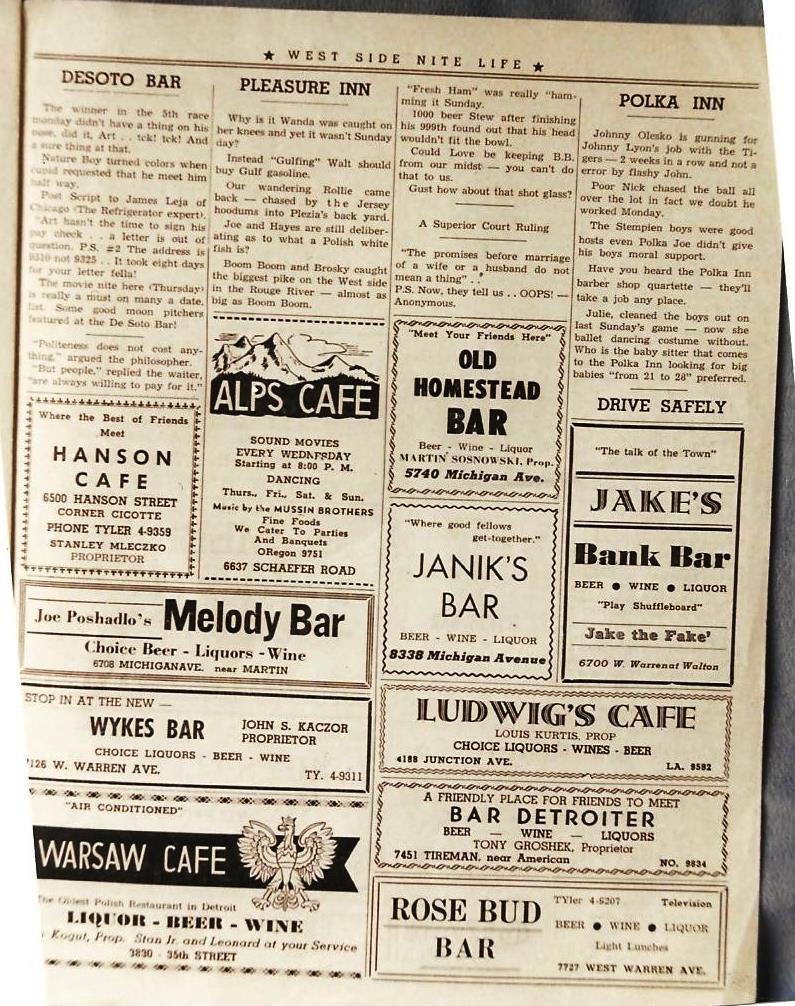 ★ WEST SIDE NITE LIFE ★
DESOTO BAR
The winner in the 5th race
monday didn't have a thing on his
nose, did it, Art . . tck! tck! And
a sure thing at that.
Nature Boy turned colors when
cupid requested that he meet him
half way.
Post Script to James Leja of
Chicago (The Refrigerator expert).
"Art hasn't the time to sign his
pay check . . a letter is out of
question. P.S. #2 The address is
9310 not 9325 . . It took eight days
for your letter fella!
The movie nite here (Thursday)
is really a must on many a date.
list. Some good moon pitchers
featured at the De Soto Bar!
"Politeness does not cost any-
thing," argued the philosopher.
"But people," replied the waiter,
"are always willing to pay for it."
Where the Best of Friends
Meet
HANSON
CAFE
6500 HANSON STREET
CORNER CICOTTE
PHONE TYLER 4-9359
STANLEY MLECZKO
PROPRIETOR
PLEASURE INN
Why is it Wanda was caught on
her knees and yet it wasn't Sunday
day?
Instead "Gulfing" Walt should
buy Gulf gasoline.
Our wandering Rollie came
back — chased by the Jersey
hoodums into Plezia's back yard.
Joe and Hayes are still deliber-
ating as to what a Polish white
fish is?
Boom Boom and Brosky caught
the biggest pike on the West side
in the Rouge River — almost as
big as Boom Boom.
ALPS CAFE
SOUND MOVIES
EVERY WEDNFRDAY
Starting at 8:00 P. M.
DANCING
Thurs., Fri., Sat. & Sun.
Music by the MUSSIN BROTHERS
Fine Foods
We Cater To Parties
And Banquets
ORegon 9751
6637 SCHAEFER ROAD
"Fresh Ham" was really "ham-
ming it Sunday.
1000 beer Stew after finishing
his 999th found out that his head
wouldn't fit the bowl.
Could Love be keeping B.B.
from our midst — you can't do
that to us.
Gust how about that shot glass?
A Superior Court Ruling
"The promises before marriage
of a wife or a husband do not
mean a thing" . .
P.S. Now, they tell us . . OOPS! —
Anonymous.
"Meet Your Friends Here"
OLD
HOMESTEAD
BAR
Beer - Wine - Liquor
MARTIN SOSNOWSKI, Prop.
5740 Michigan Ave.
"Where good fellows
get-together."
JANIK'S
BAR
BEER - WINE - LIQUOR
8338 Michigan Avenue
POLKA INN
Johnny Olesko is gunning for
Johnny Lyon's job with the Ti-
gers — 2 weeks in a row and not a
error by flashy John.
Poor Nick chased the ball all
over the lot in fact we doubt he
worked Monday.
The Stempien boys were good
hosts even Polka Joe didn't give
his boys moral support.
Have you heard the Polka Inn
barber shop quartette — they'll
take a job any place.
Julie, cleaned the boys out on
last Sunday's game — now she
ballet dancing costume without.
Who is the baby sitter that comes
to the Polka Inn looking for big
babies "from 21 to 28" preferred.
DRIVE SAFELY
"The talk of the Town"
JAKE'S
Bank Bar
BEER ● WINE ● LIQUOR
"Play Shuffleboard"
Jake the Fake'
6700 W. Warrenat Walton
Joe Poshadlo's Melody Bar
Choice Beer - Liquors - Wine
6708 MICHIGANAVE. near MARTIN
STOP IN AT THE NEW —
WYKES BAR
JOHN S. KACZOR
PROPRIETOR
CHOICE LIQUORS - BEER - WINE
7126 W. WARREN AVE.
TY. 4-9311
"AIR CONDITIONED"
WARSAW CAFE
The Oldest Polish Restaurant in Detroit
LIQUOR - BEER - WINE
Kogut, Prop. Stan Jr. and Leonard at your Service
3830 - 35th STREET
LUDWIG'S CAFE
LOUIS KURTIS, PROP
CHOICE LIQUORS - WINES - BEER
4188 JUNCTION AVE.
LA. 9592
A FRIENDLY PLACE FOR FRIENDS TO MEET
BAR DETROITER
BEER — WINE — LIQUORS
TONY GROSHEK, Proprietor
7451 TIREMAN, near American
NO. 9834
ROSE BUD
BAR
TYler 4-9207 Television
BEER ● WINE ● LIQUOR
Light Lunches
7727 WEST WARREN AVE.